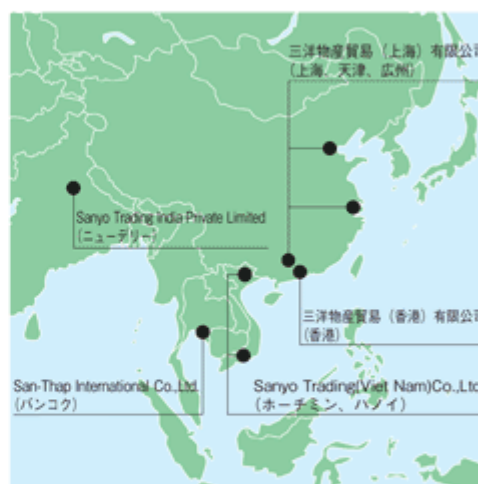 三洋物産貿易（上海）有限公司
（上海、天津、広州）
Sanyo Trading India Private Limited
（ニューデリー）
三洋物産貿易（香港）有限公司
（香港）
San-Thap International Co.,Ltd.
（バンコク）
Sanyo Trading(Viet Nam)Co.,Ltd
（ホーチミン、ハノイ）